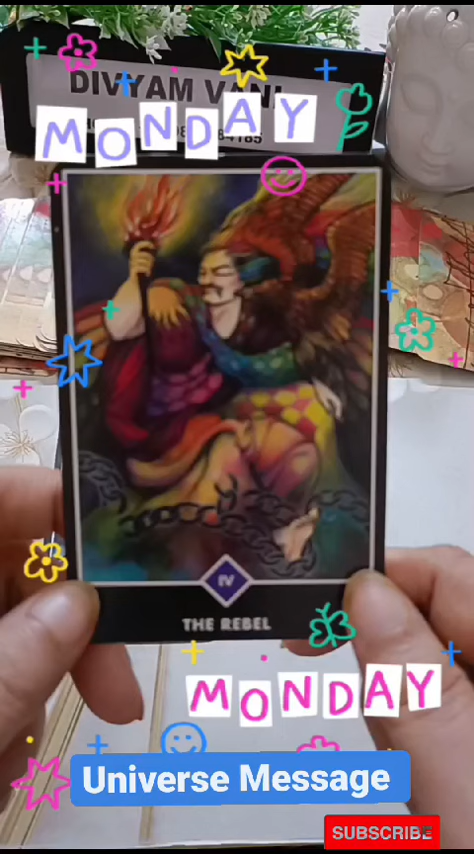 DIVYAM VANI
MONDAY
IV
THE REBEL
MONDAY
Universe Message
SUBSCRIBE